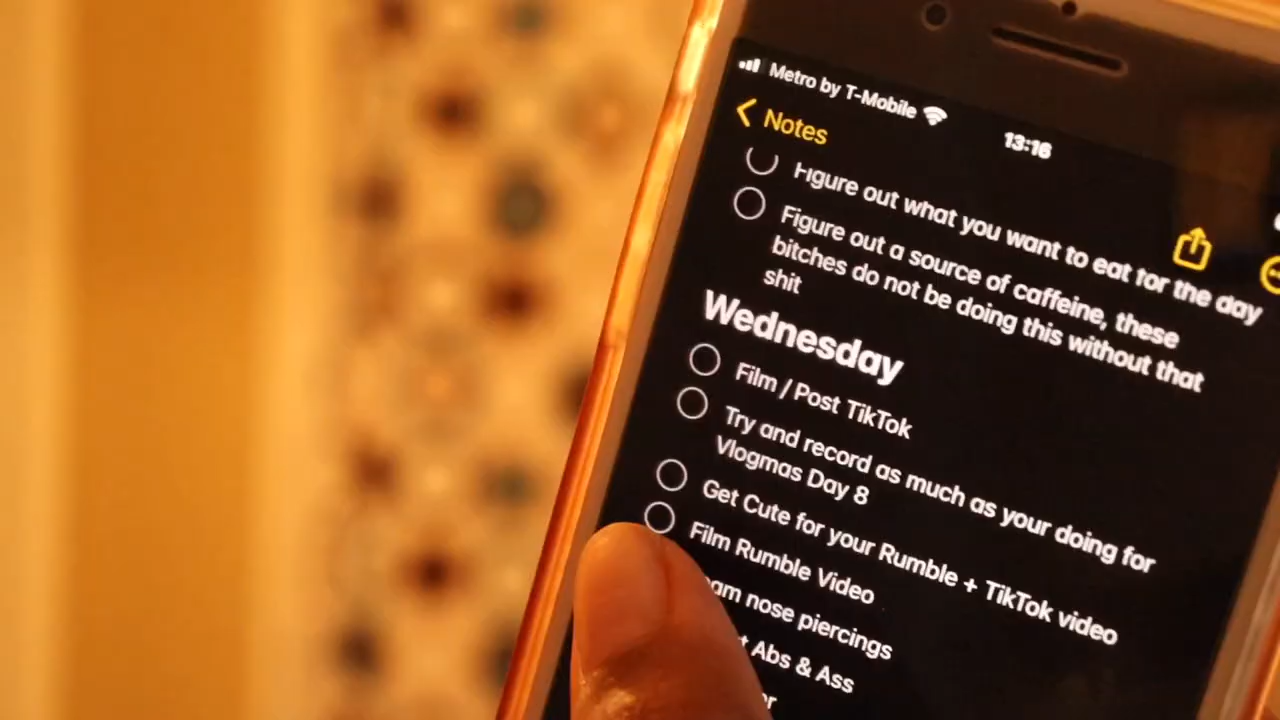 Metro by T-Mobile
13:16
Notes
Figure out what you want to eat for the day
Figure out a source of caffeine, these
bitches do not be doing this without that
shit
Wednesday
Film / Post TikTok
Try and record as much as your doing for
Vlogmas Day 8
Get Cute for your Rumble + TikTok video
Film Rumble Video
nose piercings
Abs & Ass